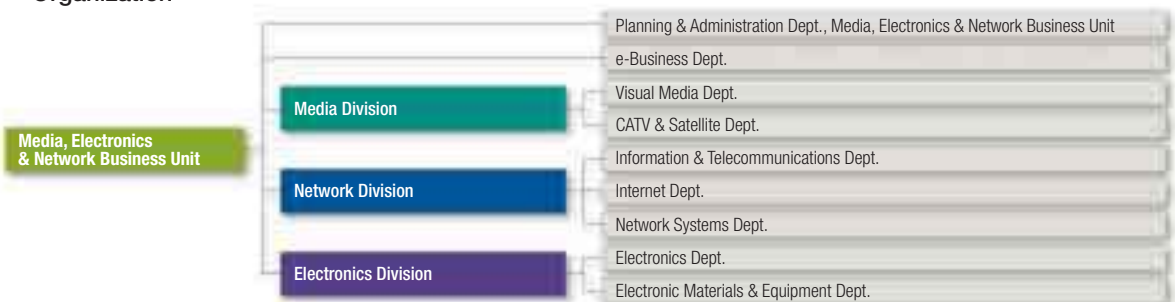 Organization
Planning & Administration Dept., Media, Electronics & Network Business Unit
e-Business Dept.
Media Division
Visual Media Dept.
CATV & Satellite Dept.
Media, Electronics
& Network Business Unit
Information & Telecommunications Dept.
Network Division
Internet Dept.
Network Systems Dept.
Electronics Division
Electronics Dept.
Electronic Materials & Equipment Dept.